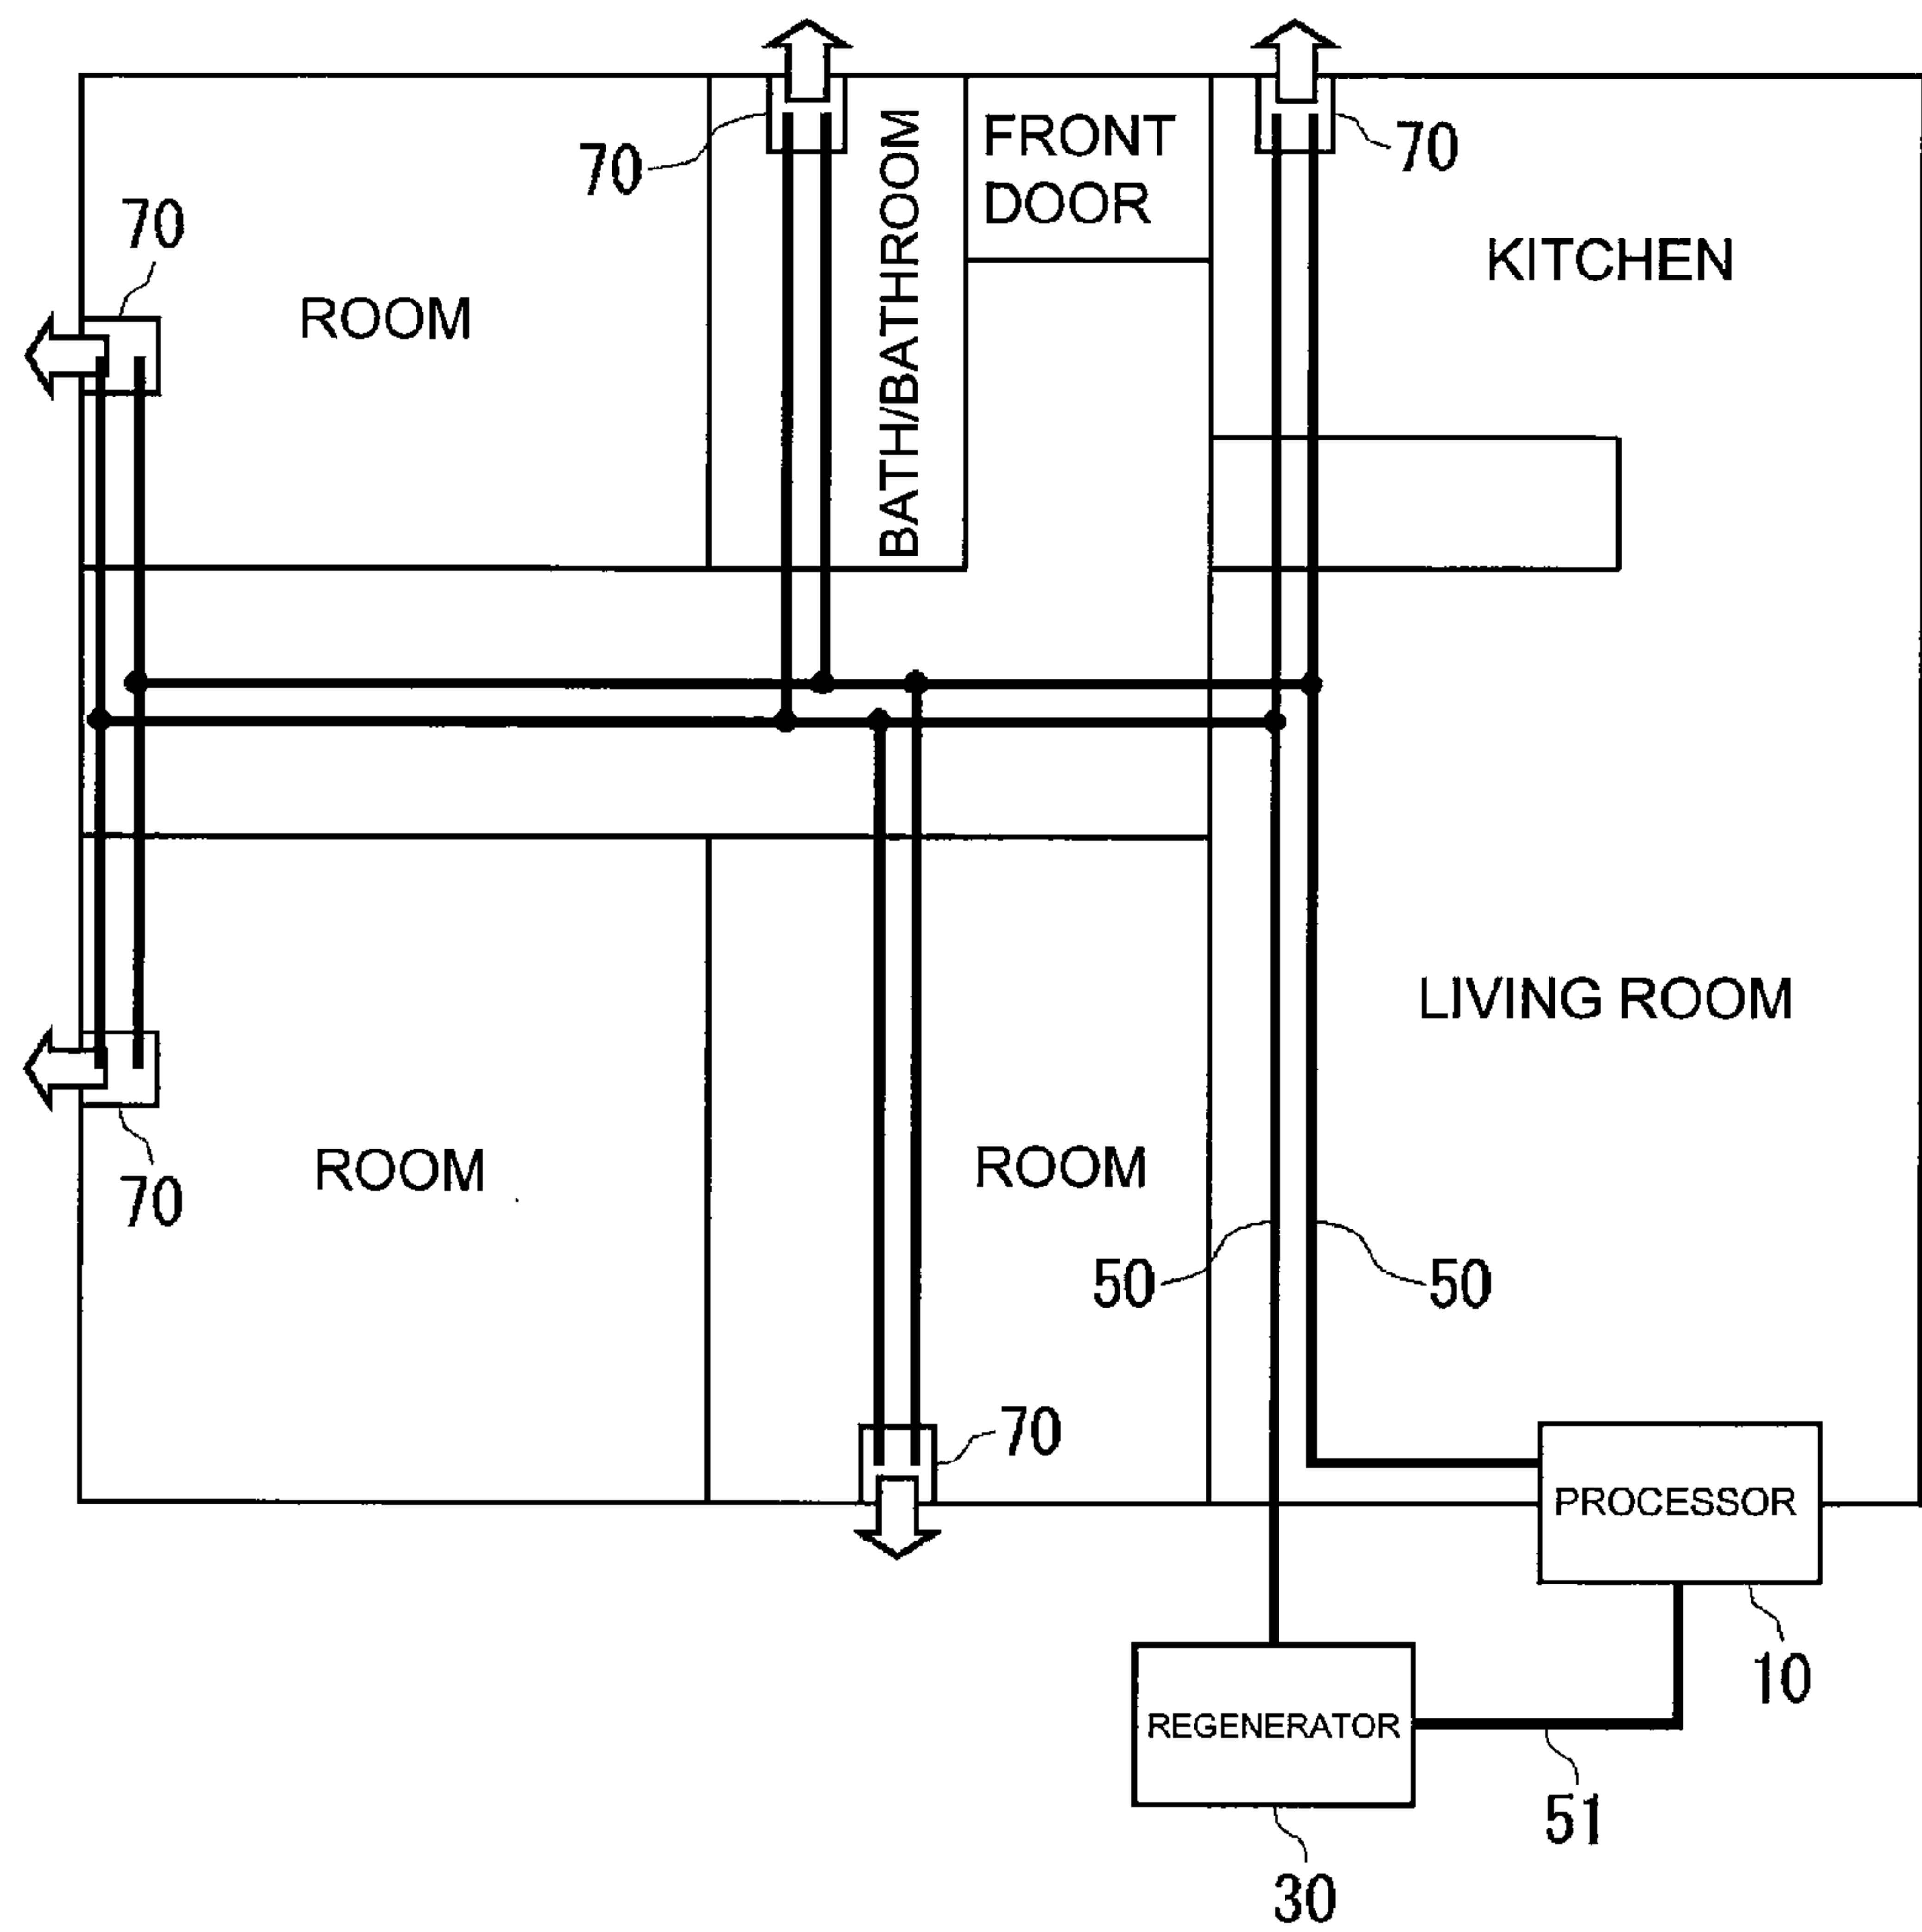 70
70
FRONT
DOOR
70
BATH/BATHROOM
KITCHEN
ROOM
LIVING ROOM
70
ROOM
ROOM
50
50
70
PROCESSOR
10
REGENERATOR
51
30